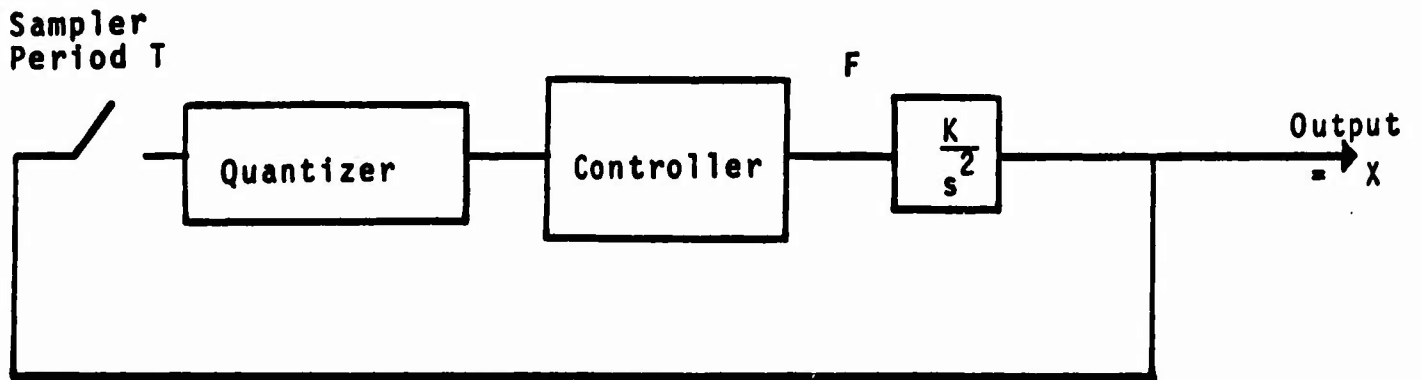 Sampler
Period T
F
Quantizer
Controller
K
s²
Output
= X